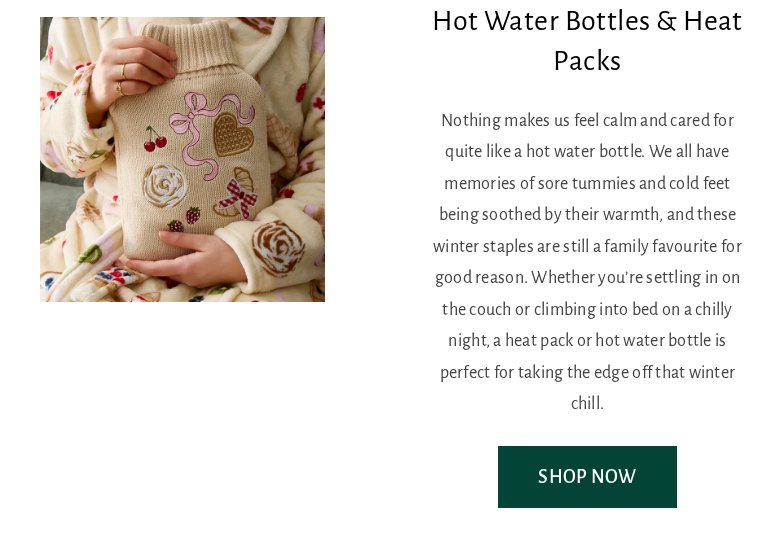 Hot Water Bottles & Heat
Packs
Nothing makes us feel calm and cared for
quite like a hot water bottle. We all have
memories of sore tummies and cold feet
being soothed by their warmth, and these
winter staples are still a family favourite for
good reason. Whether you’re settling in on
the couch or climbing into bed on a chilly
night, a heat pack or hot water bottle is
perfect for taking the edge off that winter
chill.
SHOP NOW